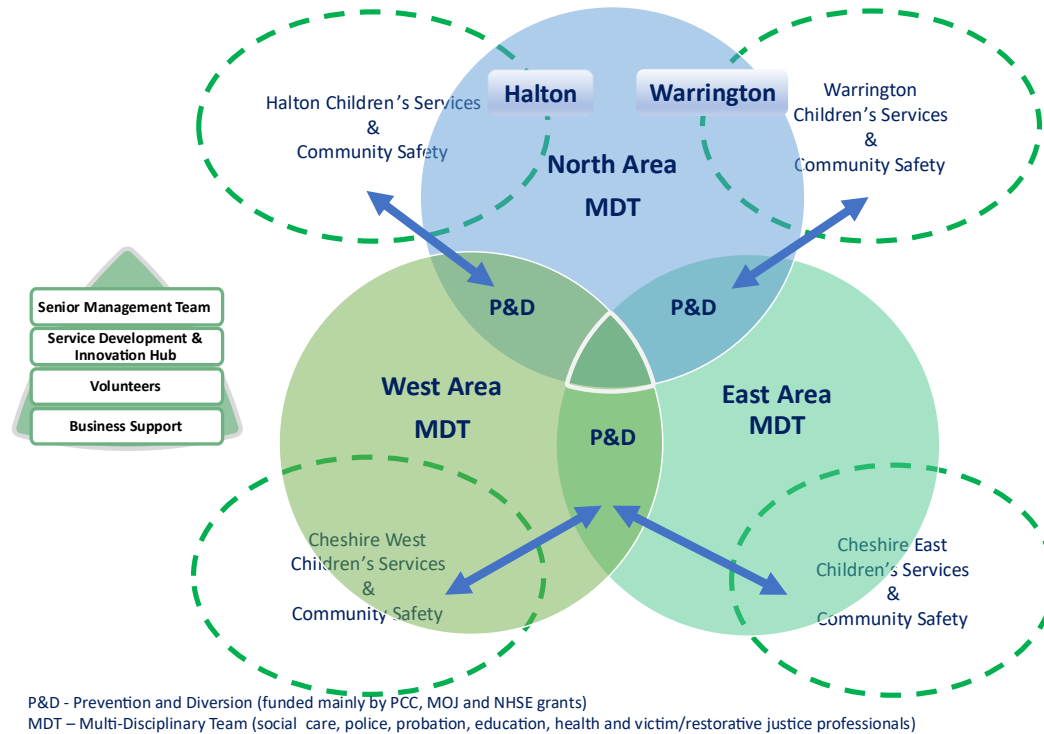 Halton Children's Services
&
Community Safety
Halton
Warrington
Warrington
Children's Services
&
Community Safety
North Area
MDT
P&D
P&D
Senior Management Team
Service Development &
Innovation Hub
Volunteers
Business Support
West Area
MDT
East Area
MDT
P&D
Cheshire West
Children's Services
&
Community Safety
Cheshire East
Children's Services
&
Community Safety
P&D - Prevention and Diversion (funded mainly by PCC, MOJ and NHSE grants)
MDT – Multi-Disciplinary Team (social care, police, probation, education, health and victim/restorative justice professionals)